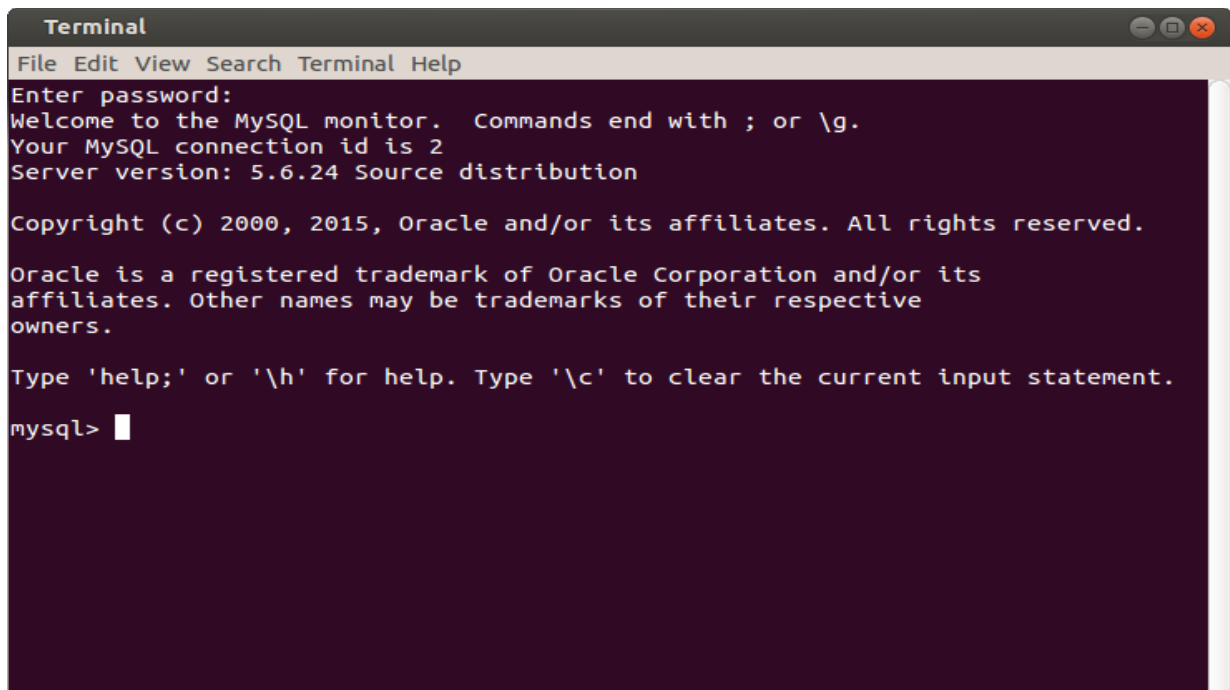 Terminal
File Edit View Search Terminal Help
Enter password:
Welcome to the MySQL monitor.  Commands end with ; or \g.
Your MySQL connection id is 2
Server version: 5.6.24 Source distribution
Copyright (c) 2000, 2015, Oracle and/or its affiliates. All rights reserved.
Oracle is a registered trademark of Oracle Corporation and/or its
affiliates. Other names may be trademarks of their respective
owners.
Type 'help;' or '\h' for help. Type '\c' to clear the current input statement.
mysql>